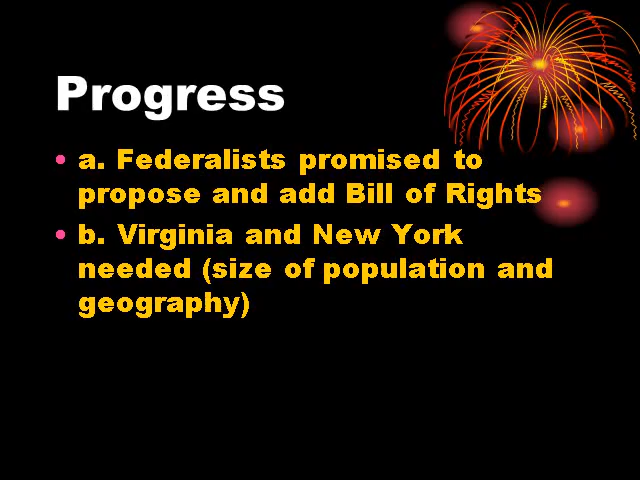 Progress
• a. Federalists promised to
propose and add Bill of Rights
• b. Virginia and New York
needed (size of population and
geography)